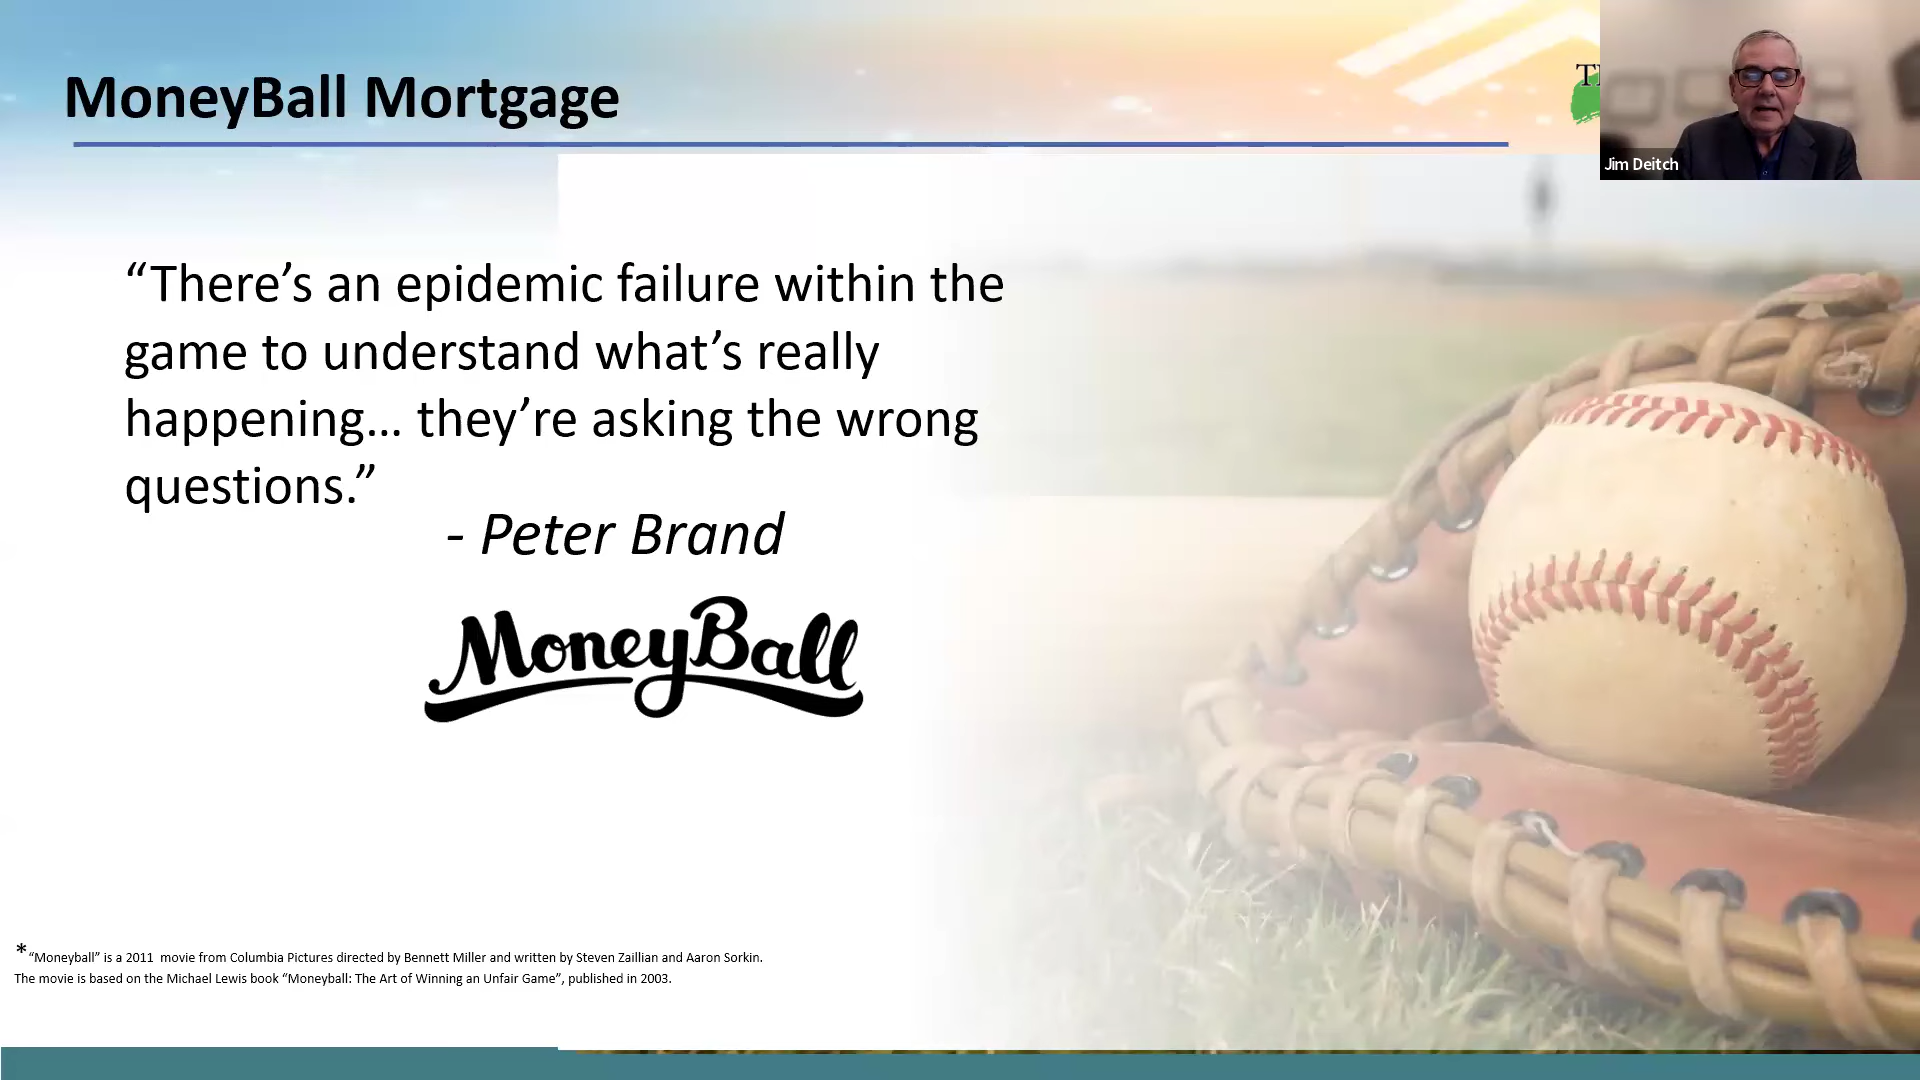 MoneyBall Mortgage
Jim Deitch
“There’s an epidemic failure within the
game to understand what’s really
happening... they’re asking the wrong
questions.”
- Peter Brand
MoneyBall
*“Moneyball” is a 2011  movie from Columbia Pictures directed by Bennett Miller and written by Steven Zaillian and Aaron Sorkin.
The movie is based on the Michael Lewis book “Moneyball: The Art of Winning an Unfair Game”, published in 2003.